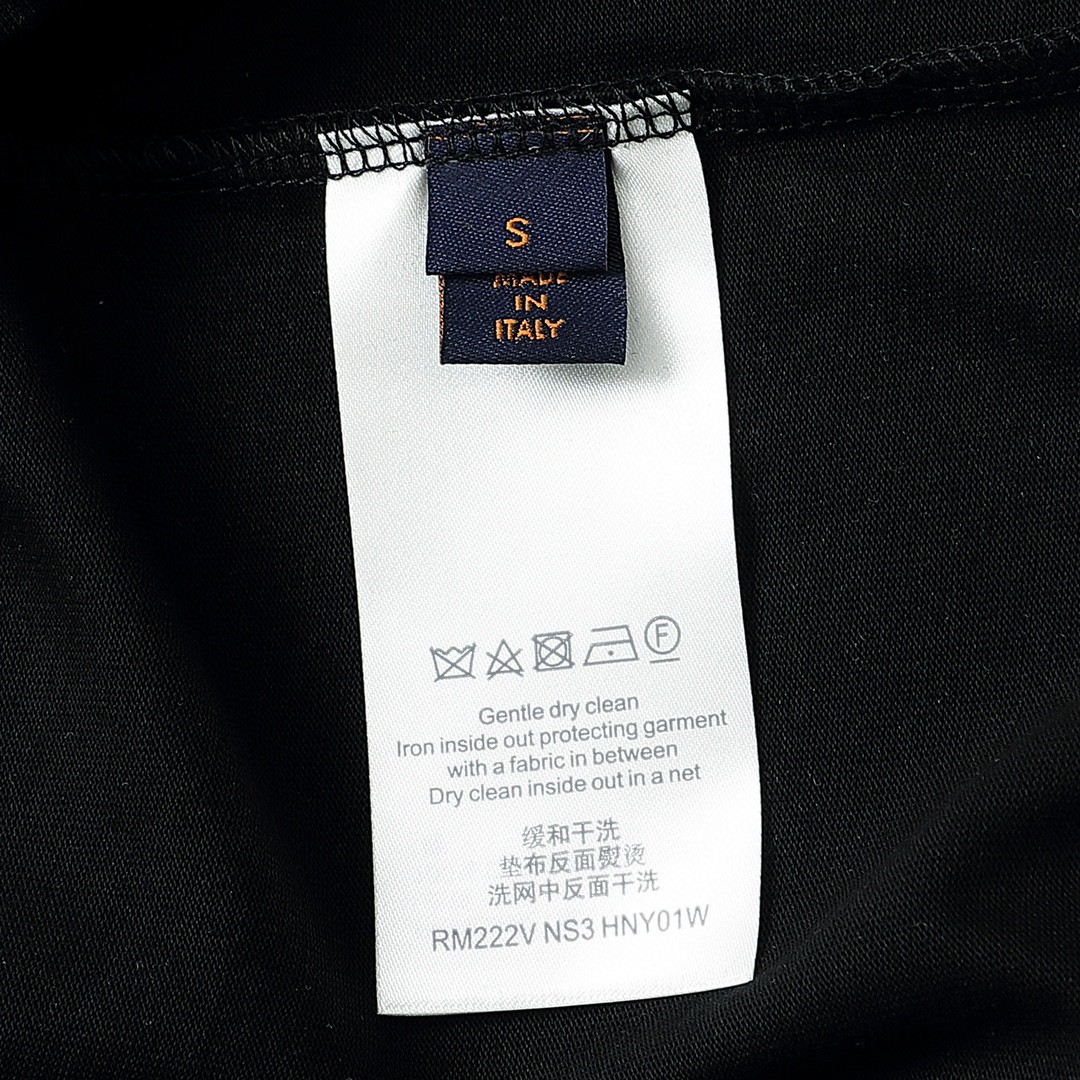 S
MADE
IN
ITALY
F
Gentle dry clean
Iron inside out protecting garment
with a fabric in between
Dry clean inside out in a net
缓和干洗
垫布反面熨烫
洗网中反面干洗
RM222V NS3 HNY01W